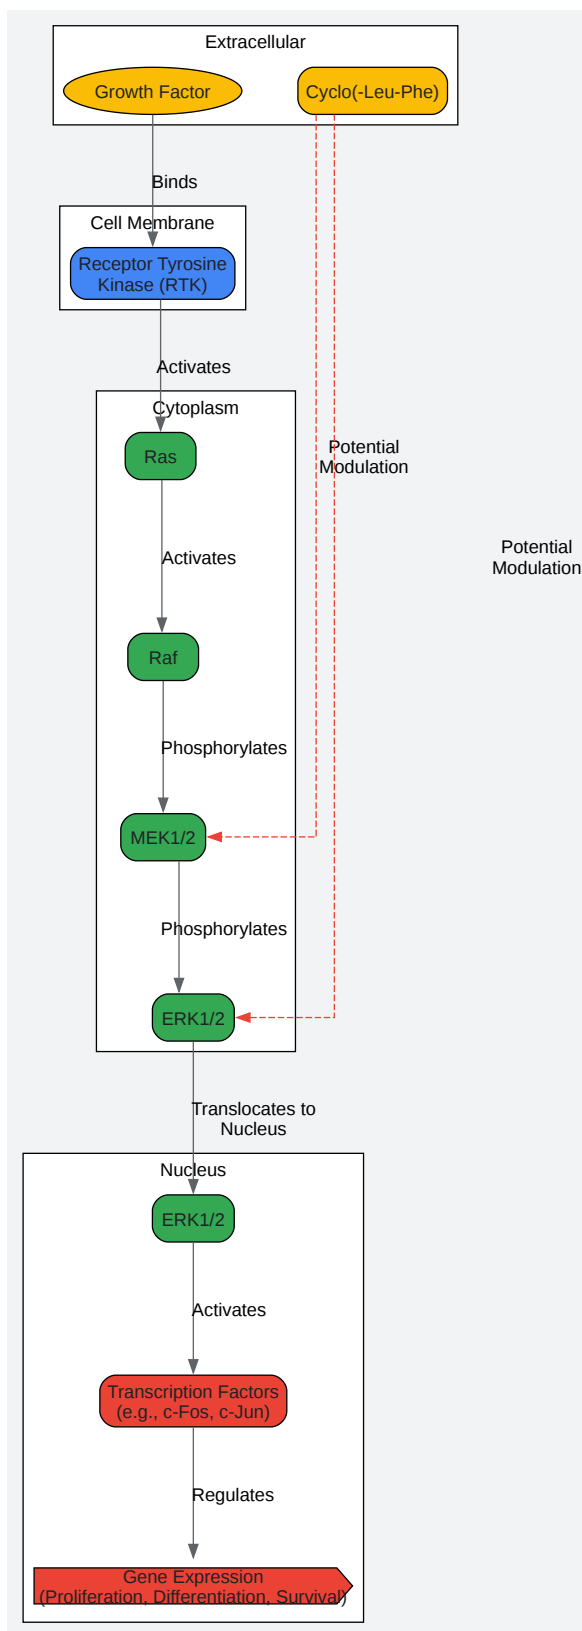 Extracellular
Growth Factor
Cyclo(-Leu-Phe)
Binds
Cell Membrane
Receptor Tyrosine
Kinase (RTK)
Activates
Cytoplasm
Ras
Potential
Modulation
Activates
Potential
Modulation
Raf
Phosphorylates
MEK1/2
Phosphorylates
ERK1/2
Translocates to
Nucleus
Nucleus
ERK1/2
Activates
Transcription Factors
(e.g., c-Fos, c-Jun)
Regulates
Gene Expression
(Proliferation, Differentiation, Survival)